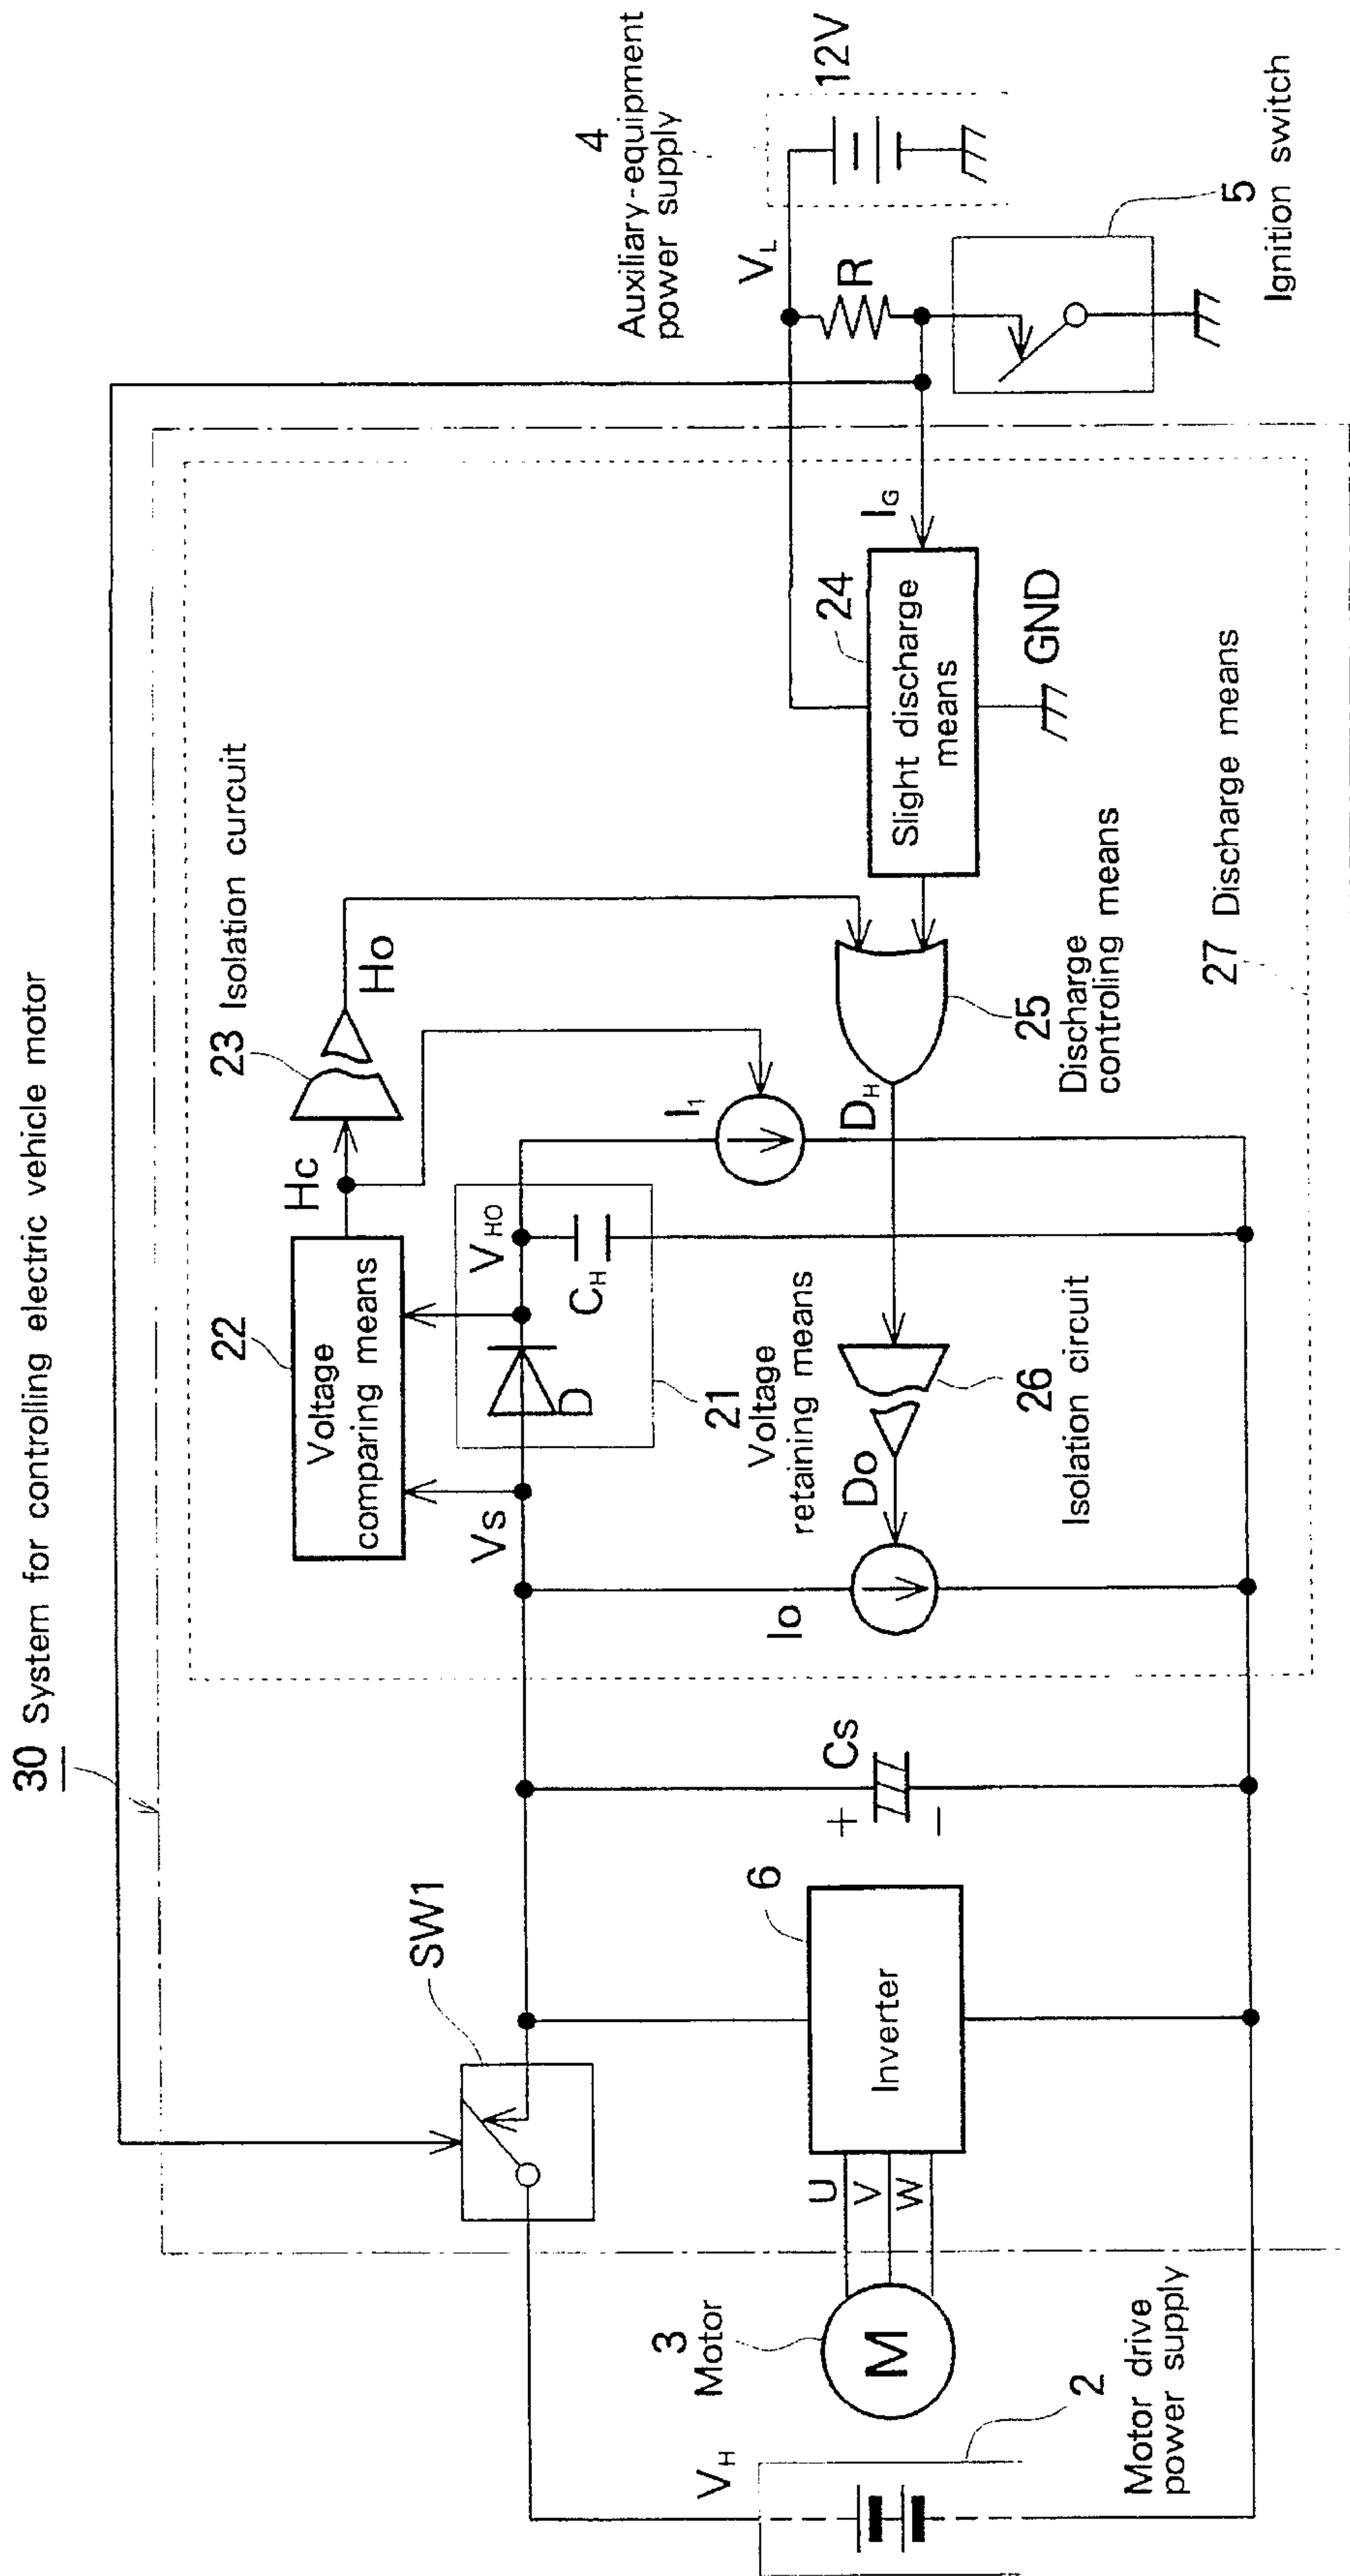 30 System for controlling electric vehicle motor
SW1
VH
2
Motor drive
power supply
3
Motor
M
U
V
W
6
Inverter
Cs
+
−
22
Voltage
comparing means
Hc
23 Isolation curcuit
Ho
Vs
VHO
D
CH
21
Voltage
retaining means
I1
Io
Do
26
Isolation circuit
DH
25
Discharge
controling means
24
Slight discharge
means
IG
GND
27 Discharge means
4
Auxiliary-equipment
power supply
12V
VL
R
5
Ignition switch